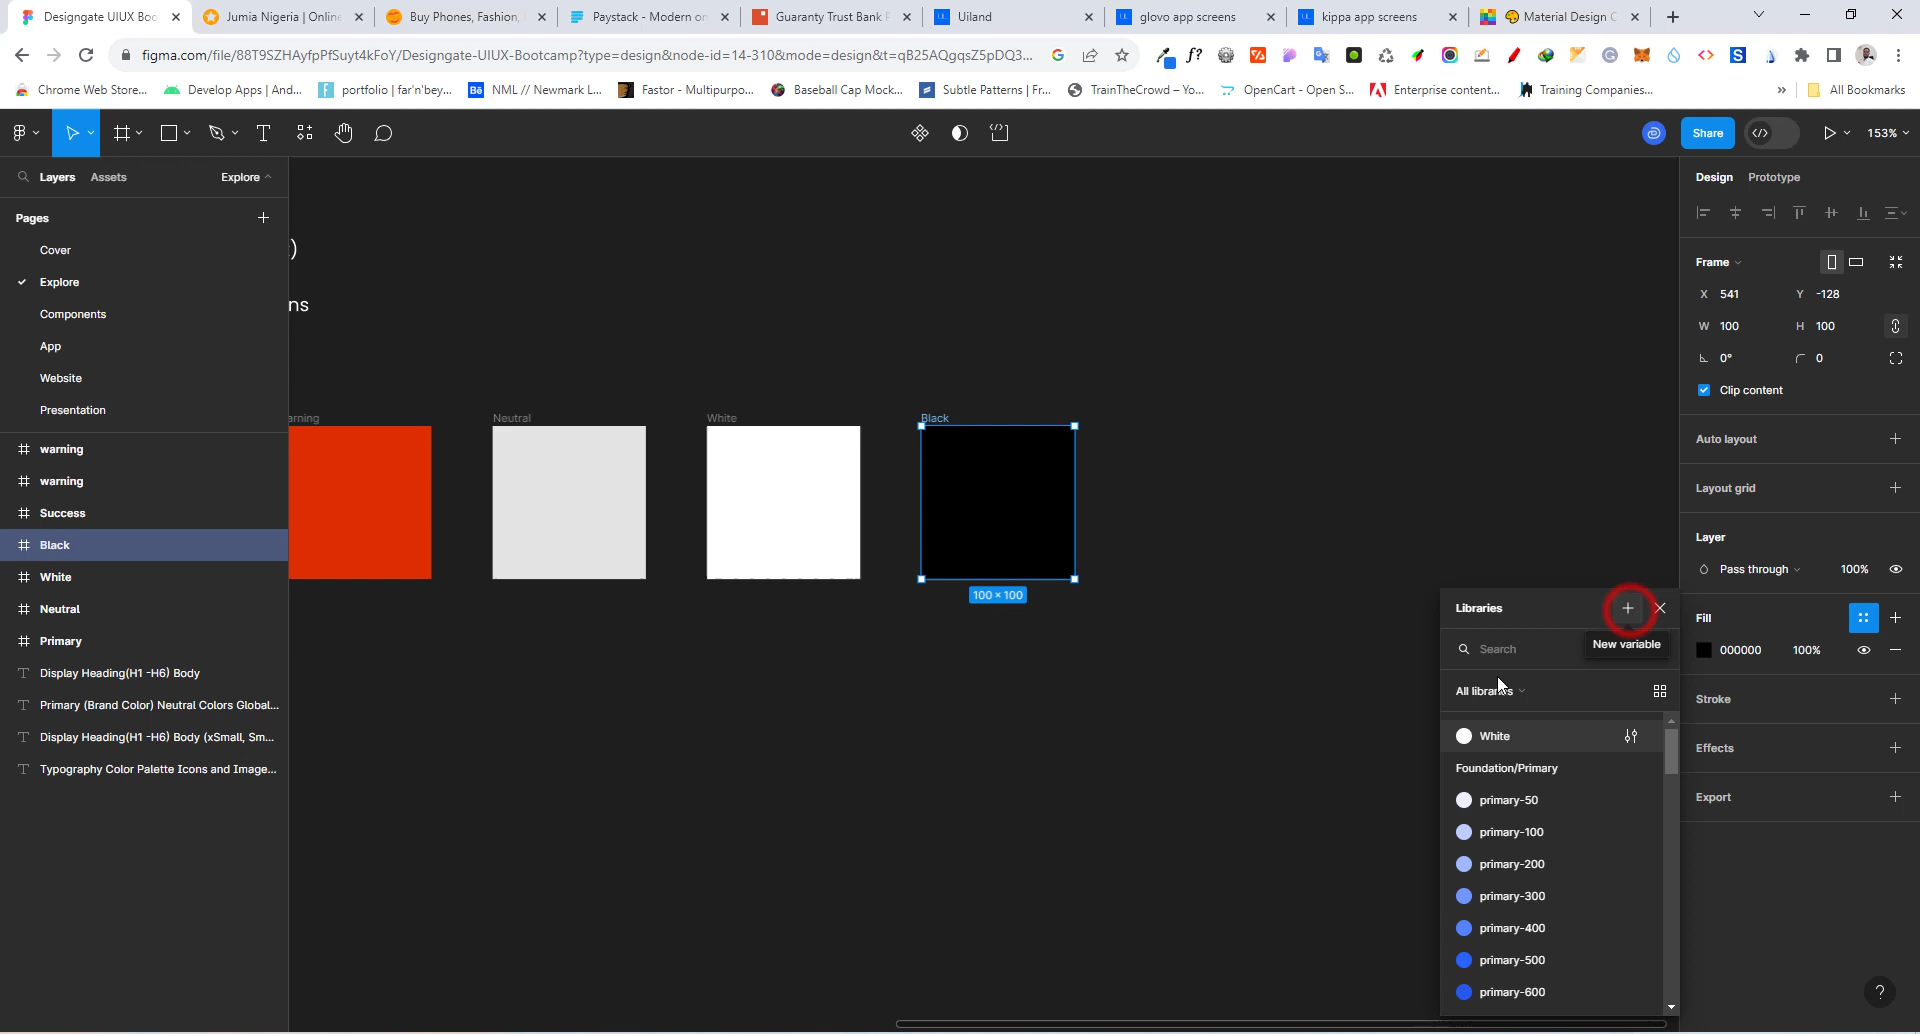 Designgate UIUX Boo
Jumia Nigeria | Online
Buy Phones, Fashion,
Paystack - Modern on
Guaranty Trust Bank P
Uiland
glovo app screens
kippa app screens
Material Design C
figma.com/file/88T9SZHAyfpPfSuyt4kFoY/Designgate-UIUX-Bootcamp?type=design&node-id=14-310&mode=design&t=qB25AQgqsZ5pDQ3...
Chrome Web Store...
Develop Apps | And...
portfolio | far'n'bey...
NML // Newmark L...
Fastor - Multipurpo...
Baseball Cap Mock...
Subtle Patterns | Fr...
TrainTheCrowd – Yo...
OpenCart - Open S...
Enterprise content...
Training Companies...
All Bookmarks
Share
153%
Layers Assets
Explore
Design Prototype
Pages
Cover
Explore
Components
App
Website
Presentation
warning
warning
Success
Black
White
Neutral
Primary
Display Heading(H1 -H6) Body
Primary (Brand Color) Neutral Colors Global...
Display Heading(H1 -H6) Body (xSmall, Sm...
Typography Color Palette Icons and Image...
)
ns
arning
Neutral
White
Black
100 × 100
Libraries
New variable
Search
All libraries
White
Foundation/Primary
primary-50
primary-100
primary-200
primary-300
primary-400
primary-500
primary-600
Frame
X 541 Y -128
W 100 H 100
0° 0
Clip content
Auto layout
Layout grid
Layer
Pass through 100%
Fill
000000 100%
Stroke
Effects
Export
?